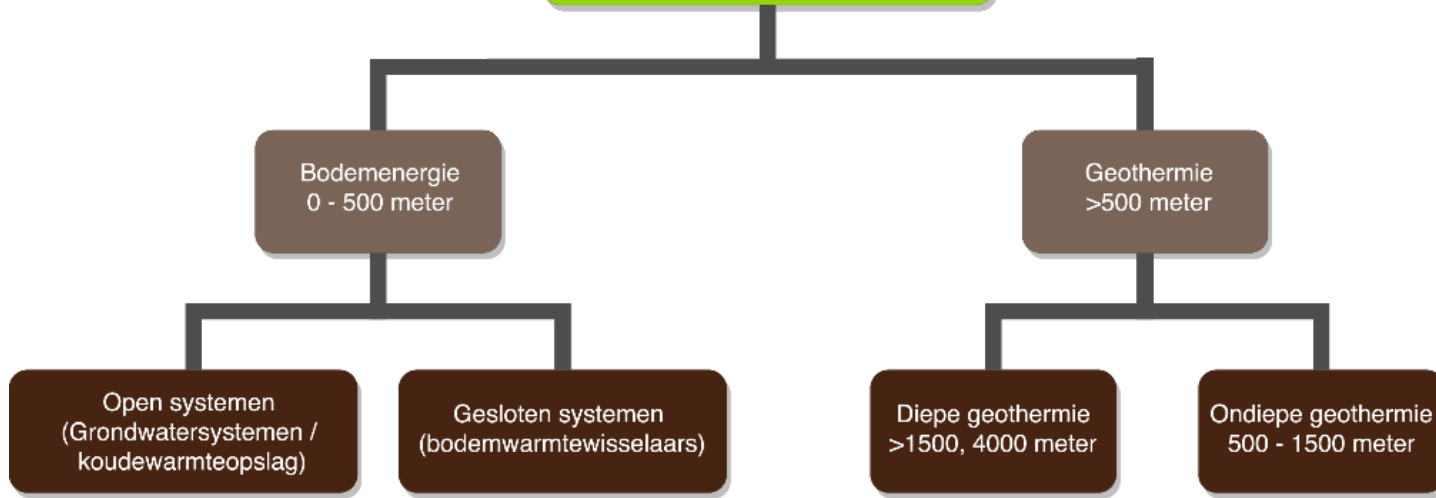 Bodemenergie
0 - 500 meter
Geothermie
>500 meter
Open systemen
(Grondwatersystemen /
koudewarmteopslag)
Gesloten systemen
(bodemwarmtewisselaars)
Diepe geothermie
>1500, 4000 meter
Ondiepe geothermie
500 - 1500 meter